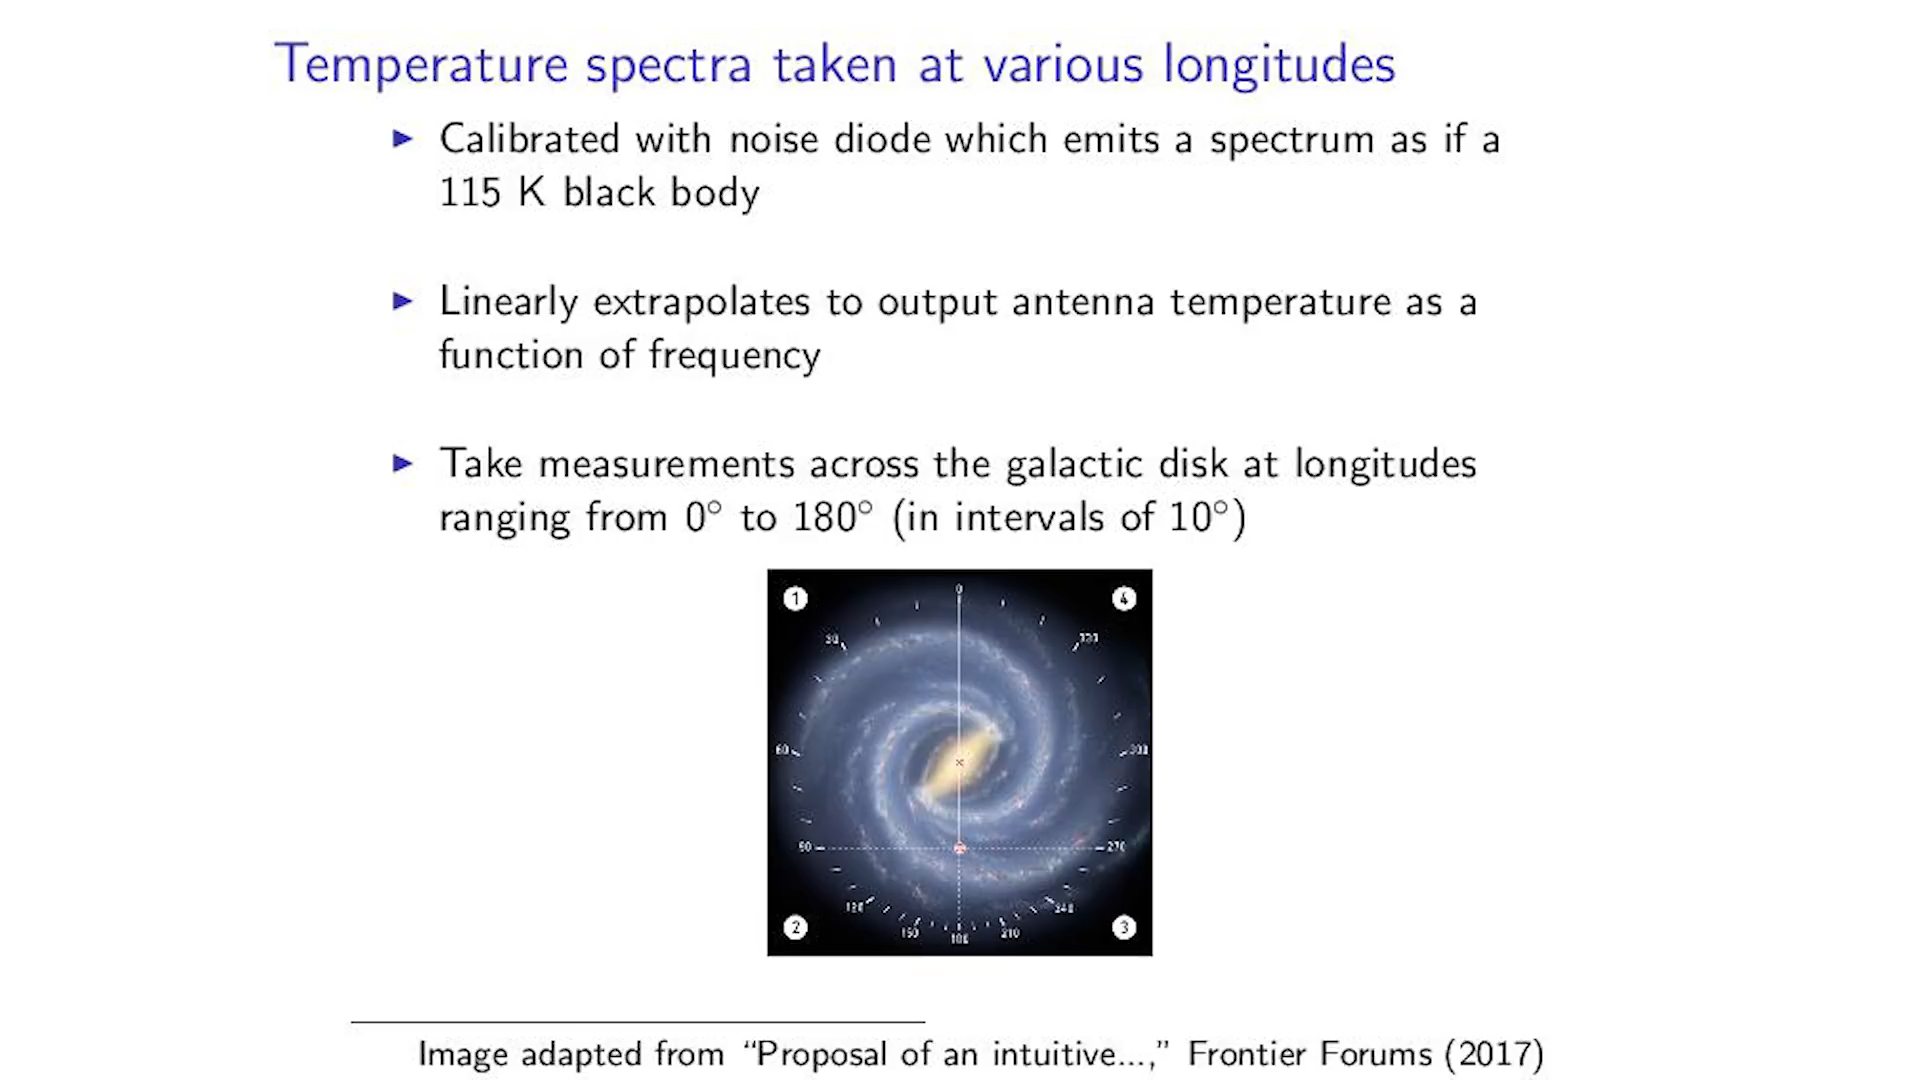 Temperature spectra taken at various longitudes
▶ Calibrated with noise diode which emits a spectrum as if a
115 K black body
▶ Linearly extrapolates to output antenna temperature as a
function of frequency
▶ Take measurements across the galactic disk at longitudes
ranging from 0° to 180° (in intervals of 10°)
1
0
4
30
330
60
300
90
270
120
240
150
180
210
2
3
Image adapted from “Proposal of an intuitive...,” Frontier Forums (2017)